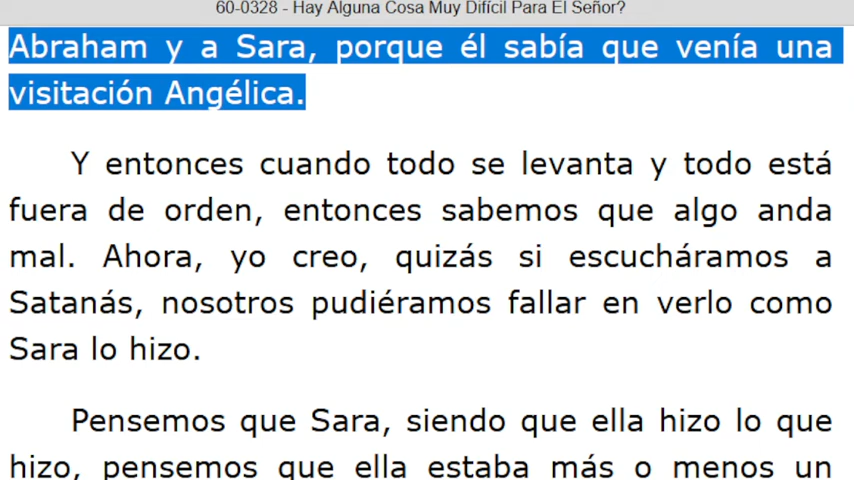 60-0328 - Hay Alguna Cosa Muy Difícil Para El Señor?
Abraham y a Sara, porque él sabía que venía una
visitación Angélica.
Y entonces cuando todo se levanta y todo está
fuera de orden, entonces sabemos que algo anda
mal. Ahora, yo creo, quizás si escucháramos a
Satanás, nosotros pudiéramos fallar en verlo como
Sara lo hizo.
Pensemos que Sara, siendo que ella hizo lo que
hizo, pensemos que ella estaba más o menos un